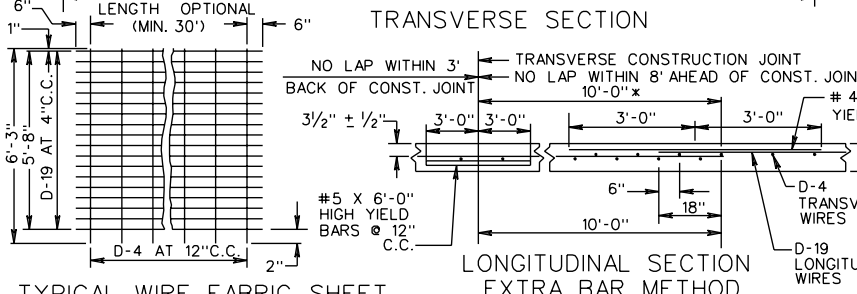 6"
LENGTH OPTIONAL
(MIN. 30')
6"
1"
6'-3"
5'-8"
D-19 AT 4"C.C.
D-4 AT 12"C.C.
2"
TYPICAL WIRE FABRIC SHEET
TRANSVERSE SECTION
NO LAP WITHIN 3'
BACK OF CONST. JOINT
TRANSVERSE CONSTRUCTION JOINT
NO LAP WITHIN 8' AHEAD OF CONST. JOIN
10'-0"*
# 4
YIEL
3½" ± ½"
3'-0"
3'-0"
3'-0"
3'-0"
#5 X 6'-0"
HIGH YIELD
BARS @ 12"
C.C.
6"
18"
10'-0"
D-4
TRANSV
WIRES
D-19
LONGITU
WIRES
LONGITUDINAL SECTION
EXTRA BAR METHOD